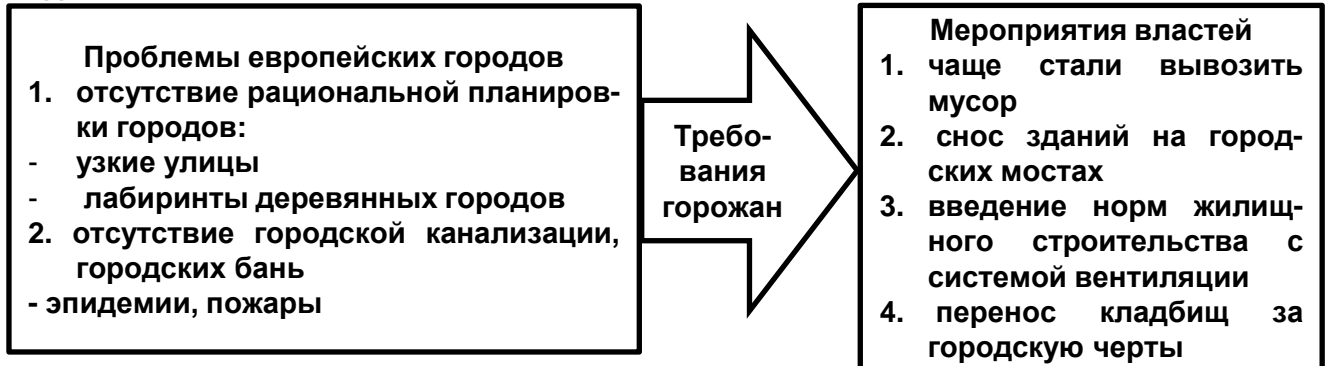 Проблемы европейских городов
1. отсутствие рациональной планиров-
ки городов:
- узкие улицы
- лабиринты деревянных городов
2. отсутствие городской канализации,
городских бань
- эпидемии, пожары
Требо-
вания
горожан
Мероприятия властей
1. чаще стали вывозить
мусор
2. снос зданий на город-
ских мостах
3. введение норм жилищ-
ного строительства с
системой вентиляции
4. перенос кладбищ за
городскую черты